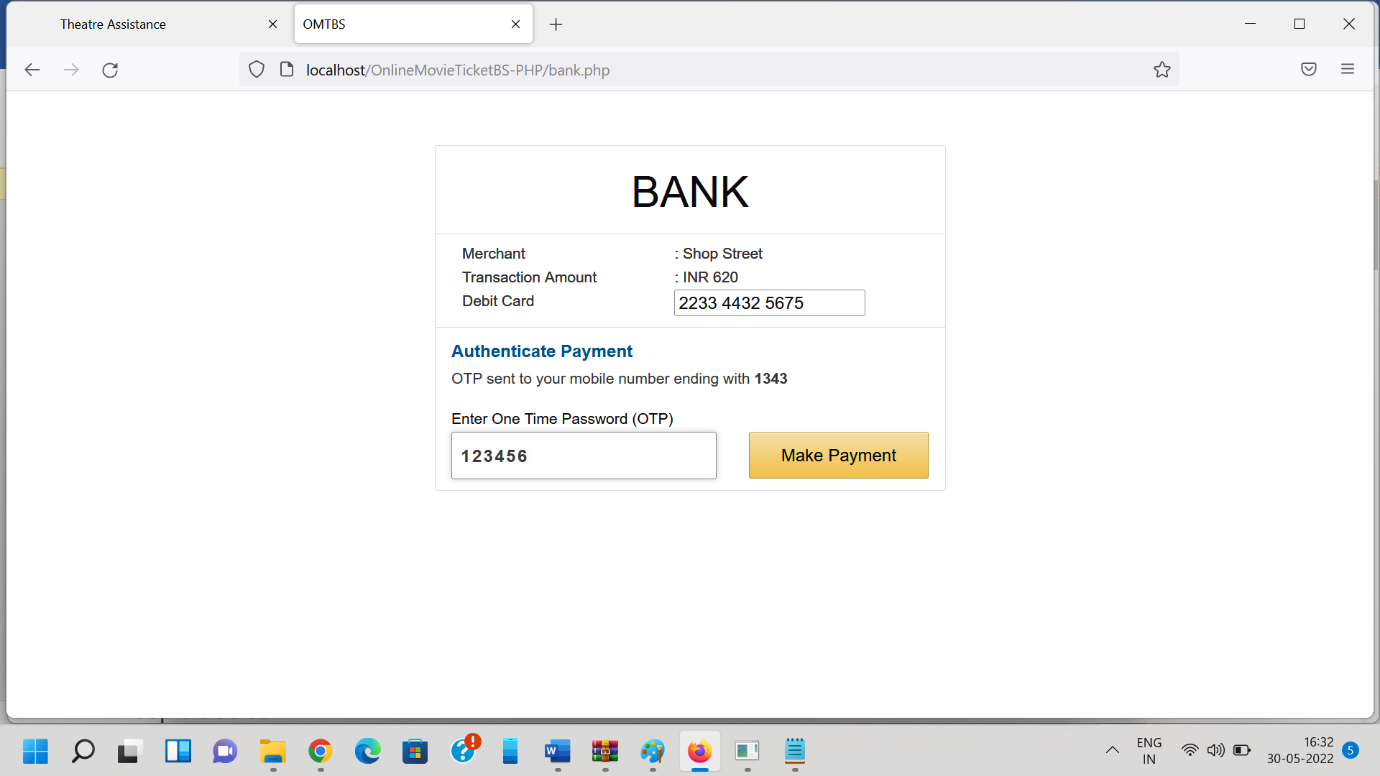 Theatre Assistance
OMTBS
localhost/OnlineMovieTicketBS-PHP/bank.php
BANK
Merchant : Shop Street
Transaction Amount : INR 620
Debit Card 2233 4432 5675
Authenticate Payment
OTP sent to your mobile number ending with 1343
Enter One Time Password (OTP)
123456 Make Payment
ENG 16:32
IN 30-05-2022 5